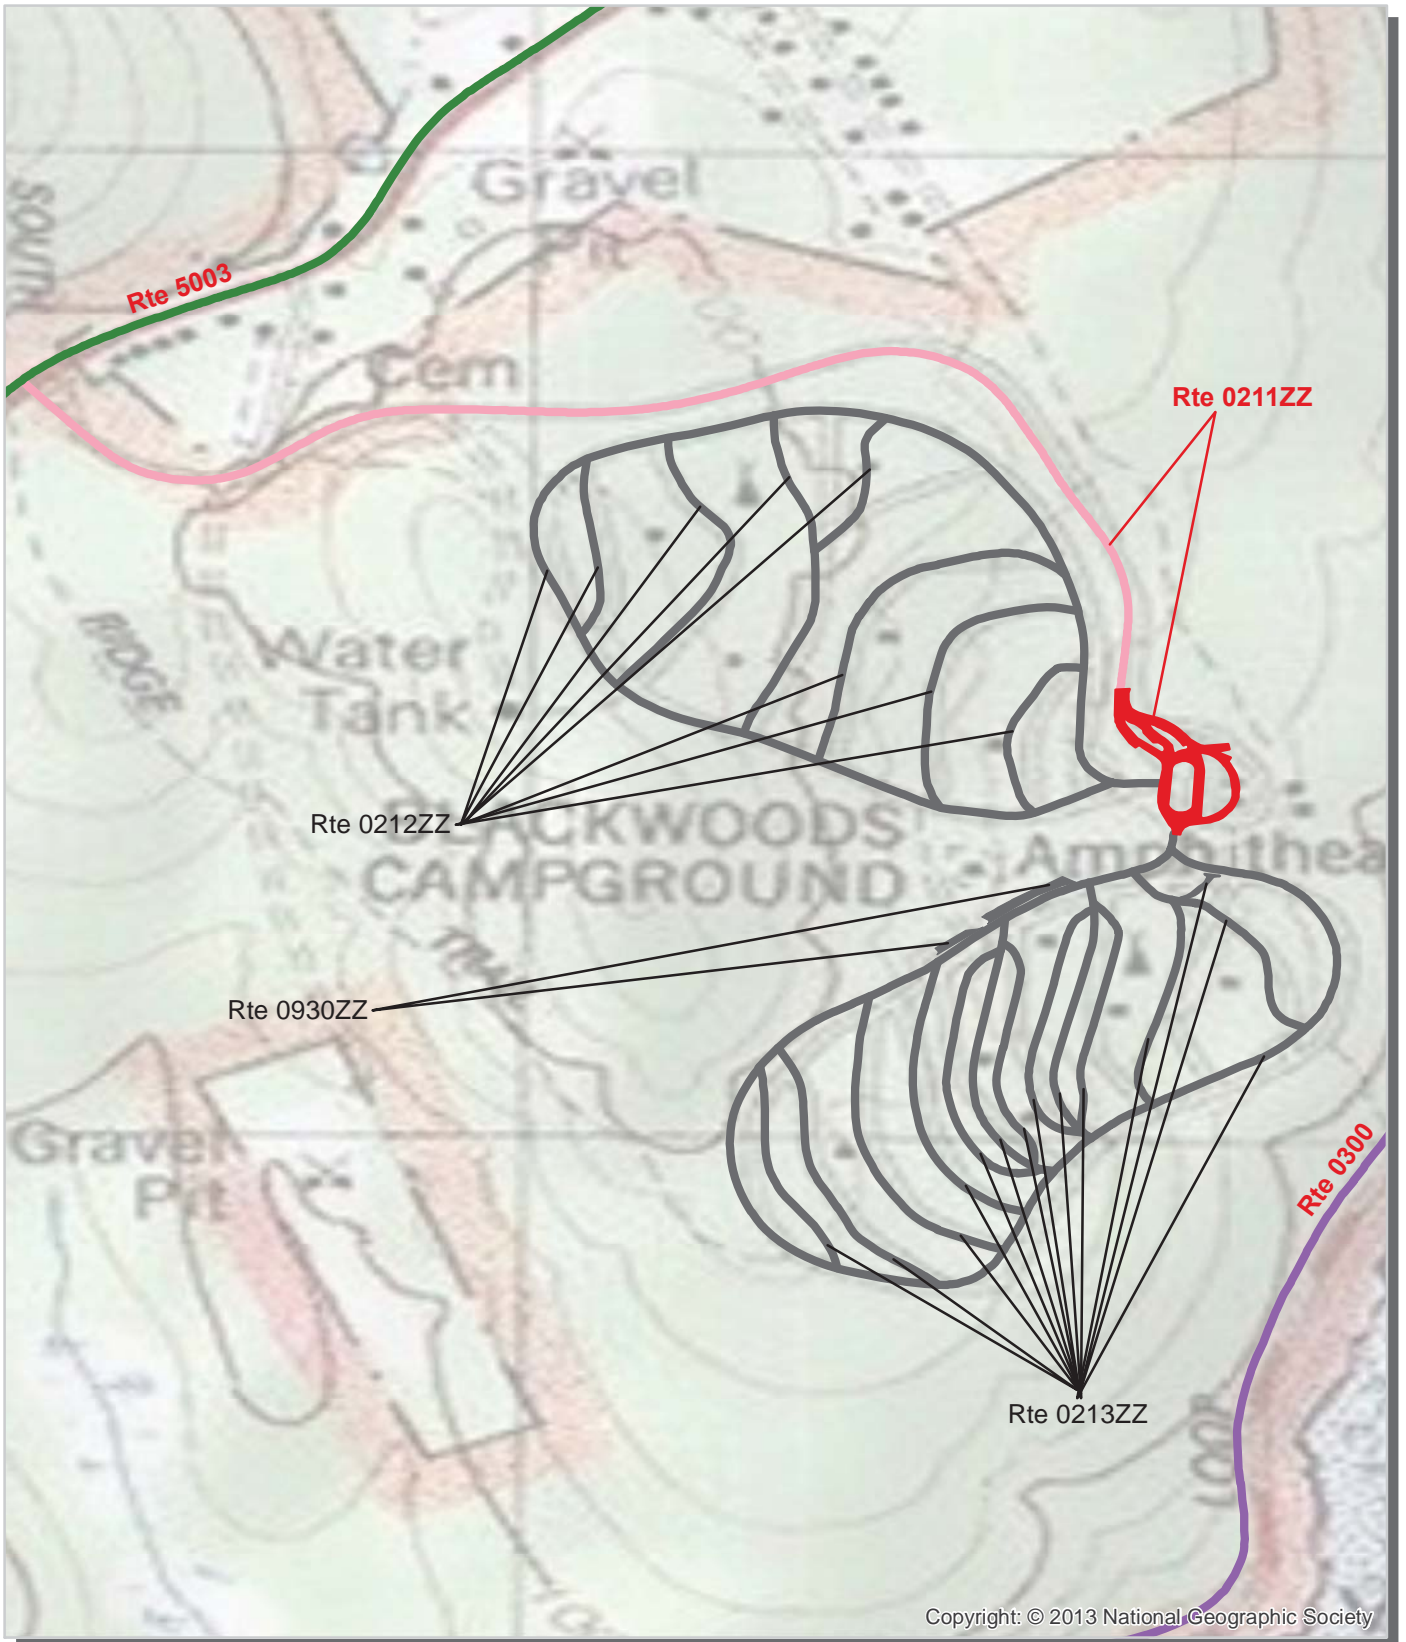 Gravel
Pit
SOUTH
Rte 5003
Cem
Rte 0211ZZ
RIDGE
Water
Tank
Rte 0212ZZ
BLACKWOODS
CAMPGROUND
Amphithea
TRAIL
Rte 0930ZZ
Gravel
Pit
Rte 0300
Rte 0213ZZ
LOOP
Copyright: © 2013 National Geographic Society